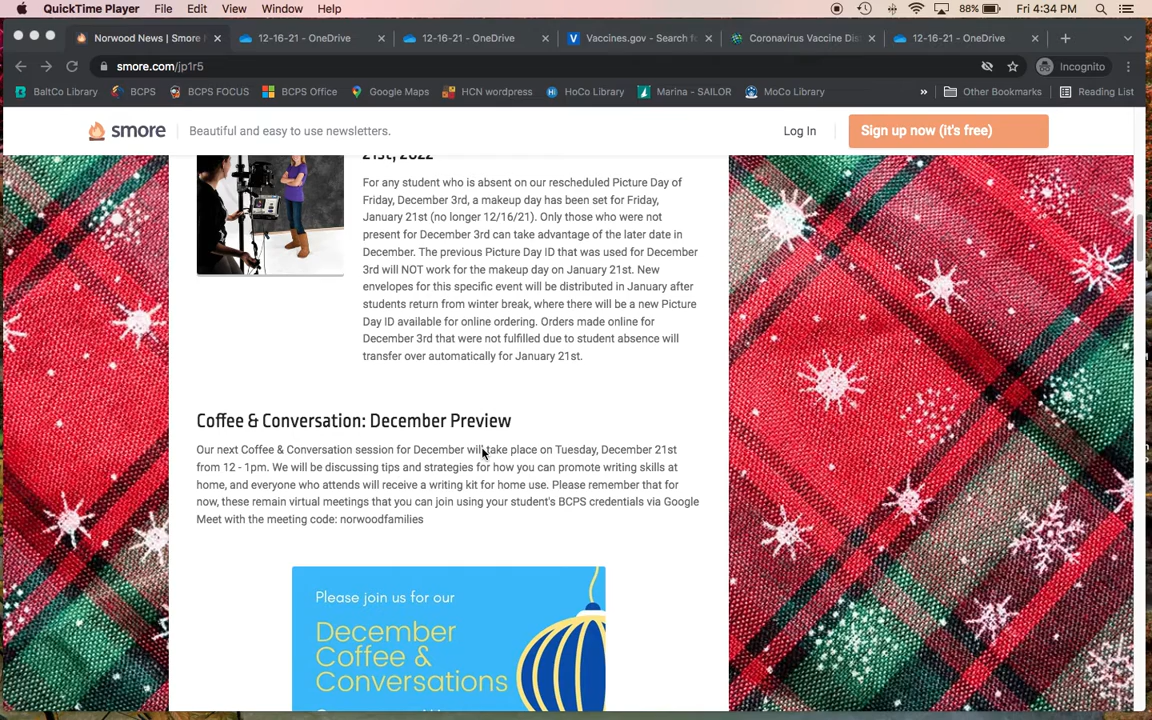 QuickTime Player File Edit View Window Help 88% Fri 4:34 PM
Norwood News | Smore 12-16-21 - OneDrive 12-16-21 - OneDrive Vaccines.gov - Search fo Coronavirus Vaccine Dis 12-16-21 - OneDrive
smore.com/jp1r5 Incognito
BaltCo Library BCPS BCPS FOCUS BCPS Office Google Maps HCN wordpress HoCo Library Marina - SAILOR MoCo Library » Other Bookmarks Reading List
smore Beautiful and easy to use newsletters. Log In Sign up now (it's free)
21st, 2022
For any student who is absent on our rescheduled Picture Day of
Friday, December 3rd, a makeup day has been set for Friday,
January 21st (no longer 12/16/21). Only those who were not
present for December 3rd can take advantage of the later date in
December. The previous Picture Day ID that was used for December
3rd will NOT work for the makeup day on January 21st. New
envelopes for this specific event will be distributed in January after
students return from winter break, where there will be a new Picture
Day ID available for online ordering. Orders made online for
December 3rd that were not fulfilled due to student absence will
transfer over automatically for January 21st.
Coffee & Conversation: December Preview
Our next Coffee & Conversation session for December will take place on Tuesday, December 21st
from 12 - 1pm. We will be discussing tips and strategies for how you can promote writing skills at
home, and everyone who attends will receive a writing kit for home use. Please remember that for
now, these remain virtual meetings that you can join using your student's BCPS credentials via Google
Meet with the meeting code: norwoodfamilies
Please join us for our
December
Coffee &
Conversations